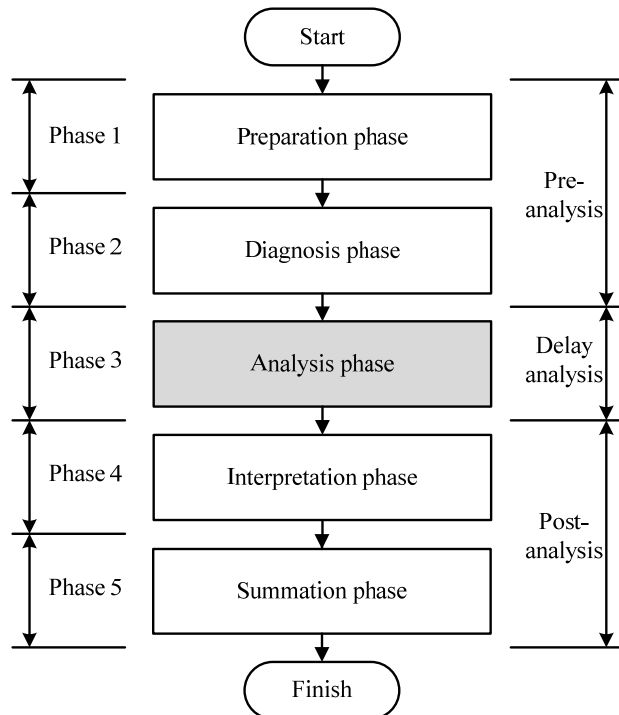 Start
Phase 1
Preparation phase
Pre-
analysis
Phase 2
Diagnosis phase
Phase 3
Analysis phase
Delay
analysis
Phase 4
Interpretation phase
Post-
analysis
Phase 5
Summation phase
Finish